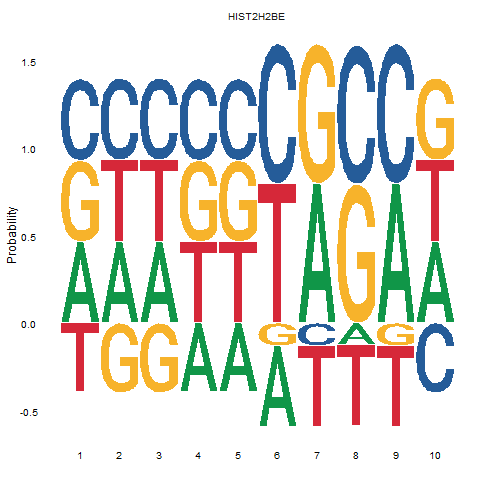 HIST2H2BE
1.5
1.0
0.5
0.0
-0.5
Probability
C C C C C C G C C G
G T T G G T A G A T
A A A T T G C A G A
T G G A A A T T T C
1 2 3 4 5 6 7 8 9 10